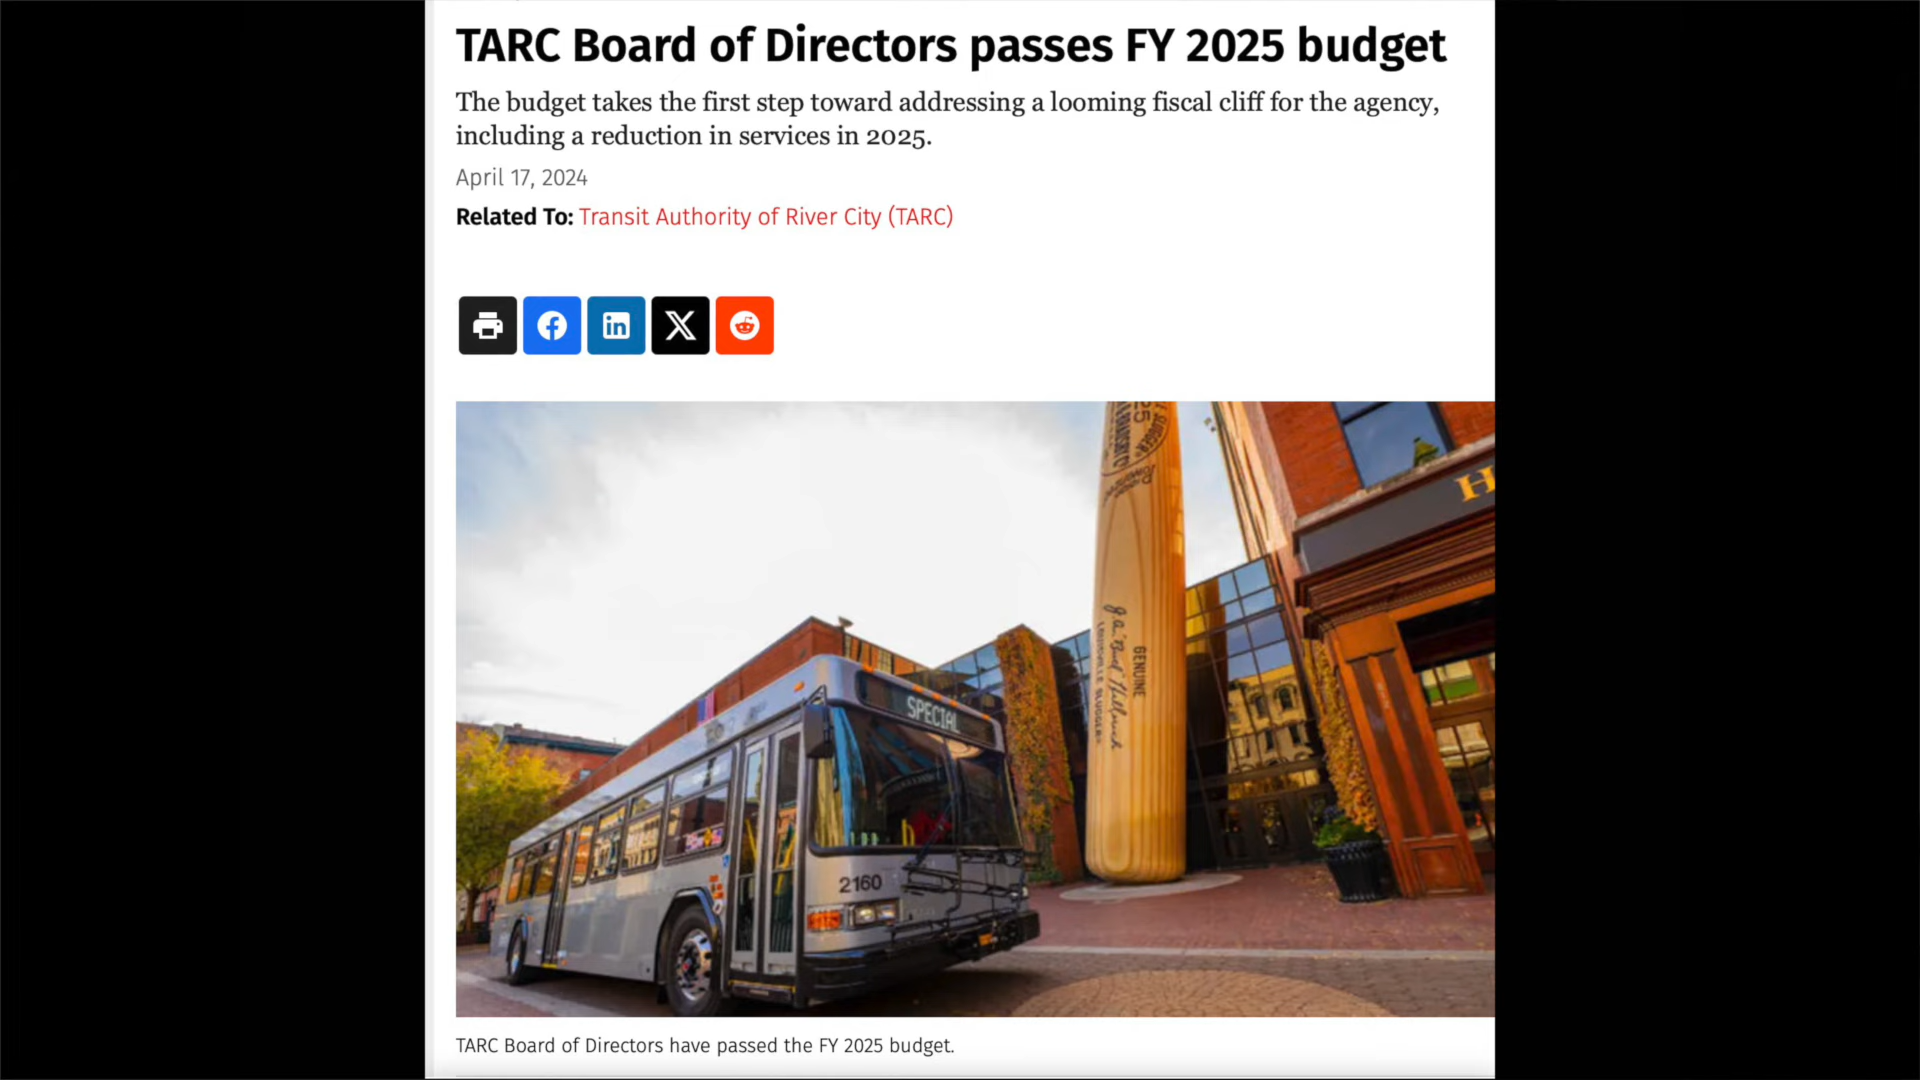 TARC Board of Directors passes FY 2025 budget
The budget takes the first step toward addressing a looming fiscal cliff for the agency,
including a reduction in services in 2025.
April 17, 2024
Related To: Transit Authority of River City (TARC)
H
SPECIAL
GENUINE
LOUISVILLE SLUGGER
2160
TARC Board of Directors have passed the FY 2025 budget.